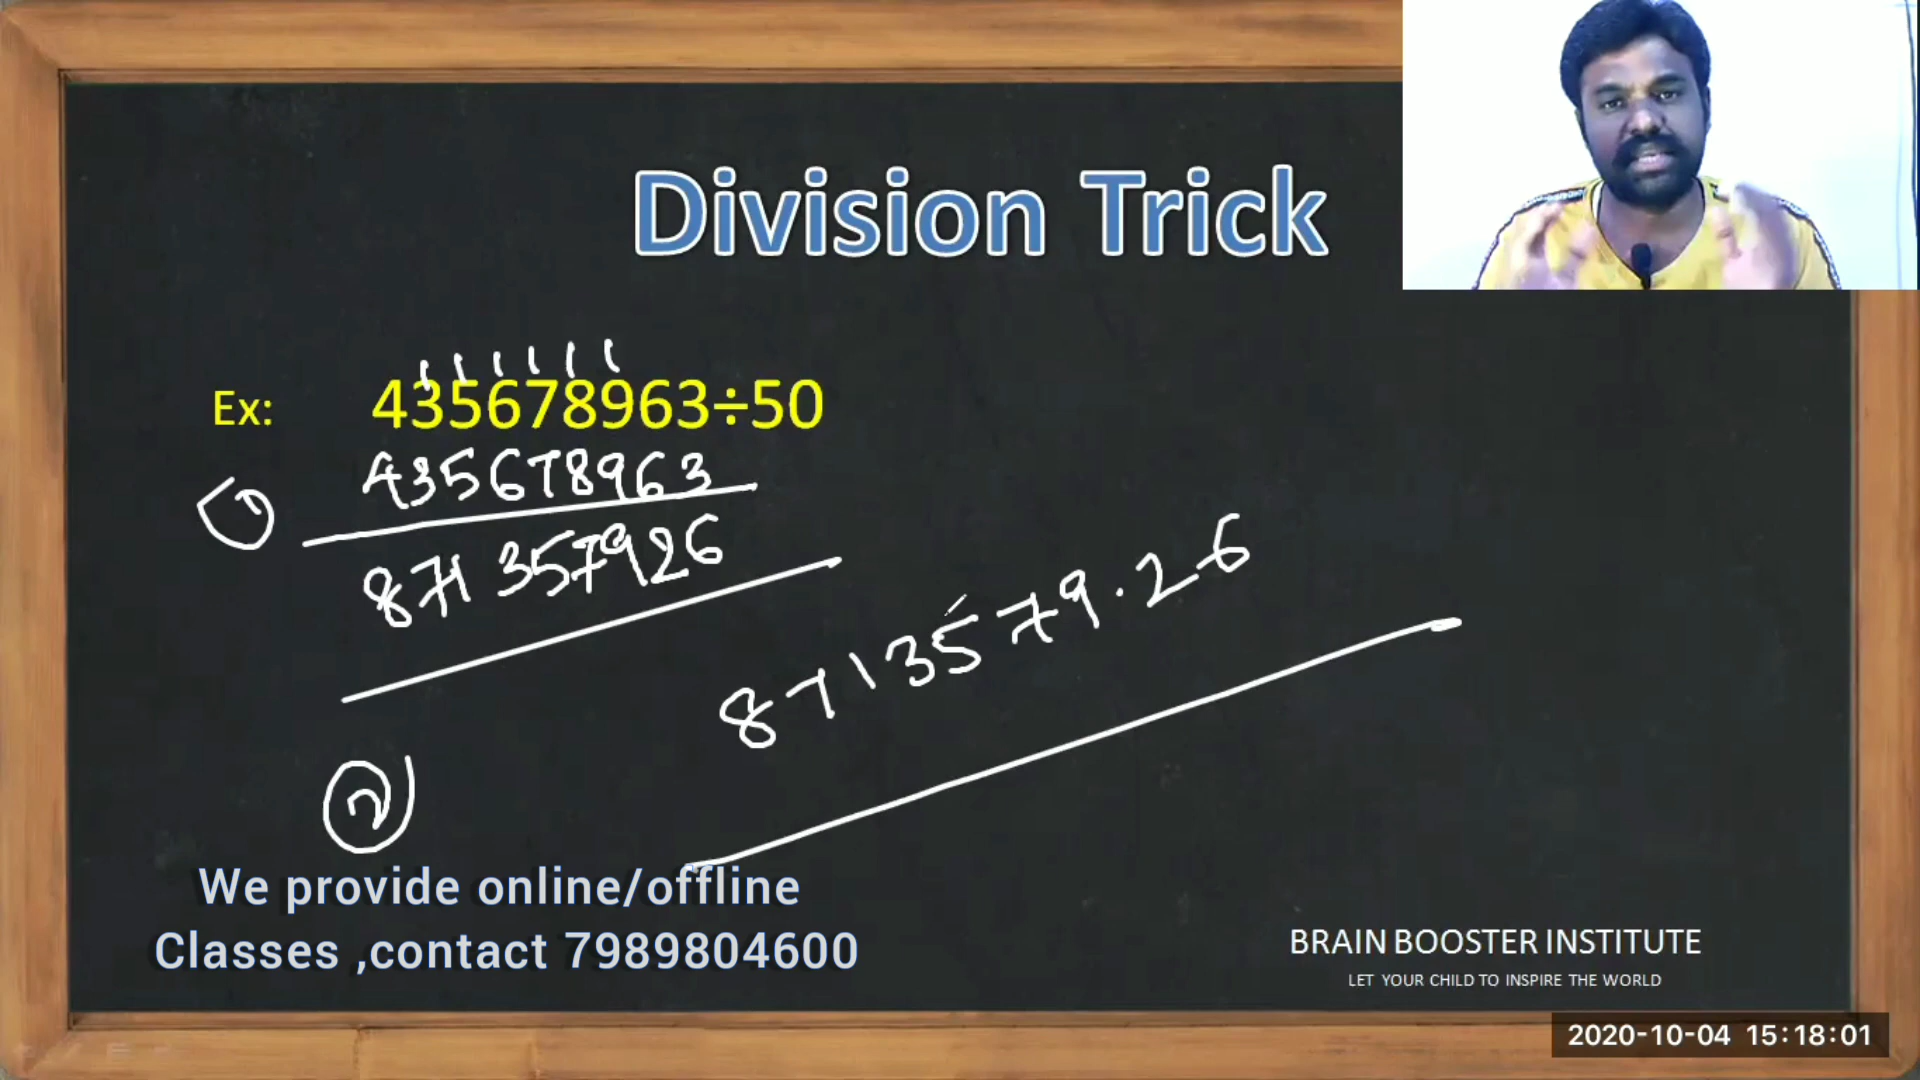 Division Trick
Ex: 435678963÷50
435678963
1
871357926
8713579.26
2
We provide online/offline
Classes ,contact 7989804600
BRAIN BOOSTER INSTITUTE
LET YOUR CHILD TO INSPIRE THE WORLD
2020-10-04 15:18:01